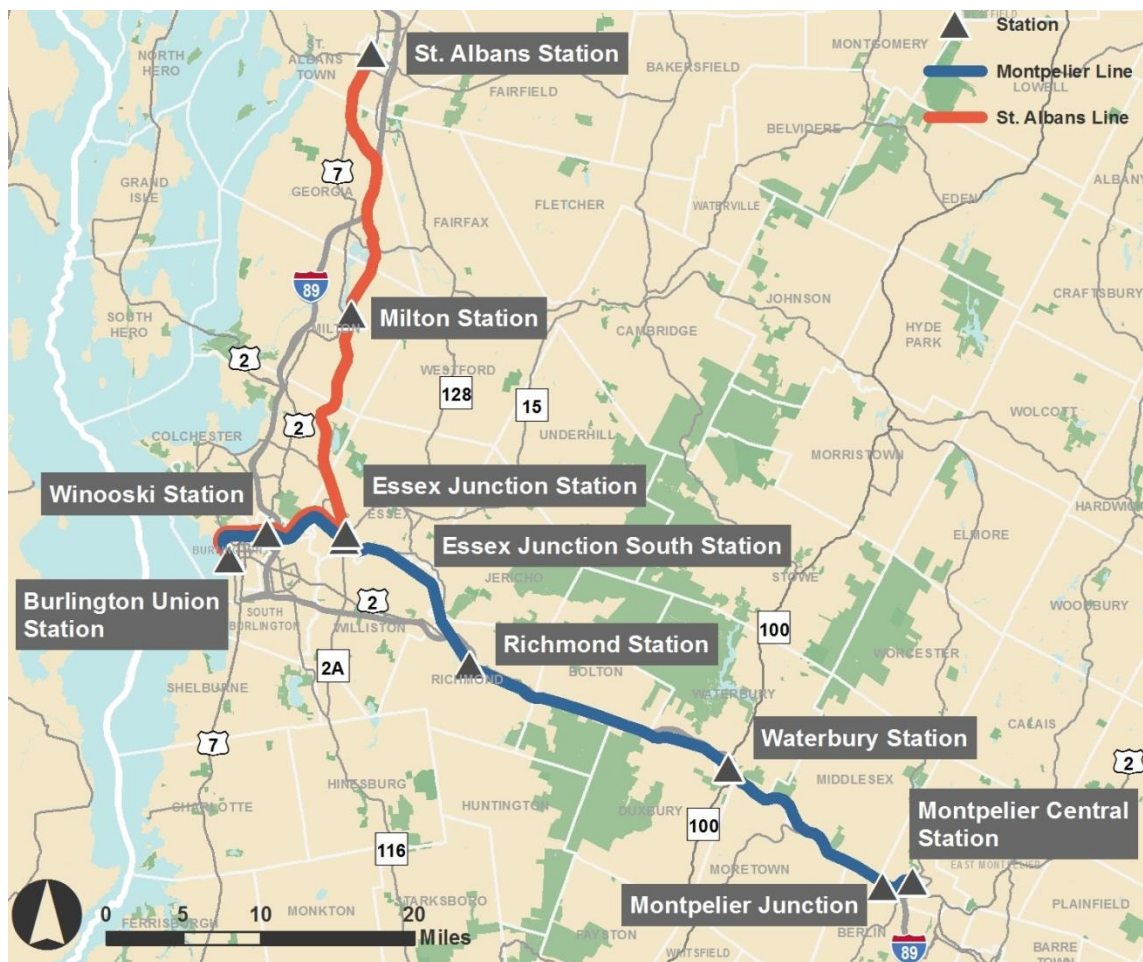 NORTH
HERO
ST.
ALBANS
TOWN
St. Albans Station
FAIRFIELD
BAKERSFIELD
MONTGOMERY
Station
Montpelier Line
LOWELL
St. Albans Line
BELVIDERE
GRAND
ISLE
7
GEORGIA
FLETCHER
WATERVILLE
EDEN
ALBANY
FAIRFAX
89
SOUTH
HERO
MILTON
Milton Station
CAMBRIDGE
JOHNSON
HYDE
PARK
CRAFTSBURY
2
WESTFORD
128
15
UNDERHILL
WOLCOTT
COLCHESTER
2
MORRISTOWN
Winooski Station
Essex Junction Station
ESSEX
HARDWICK
ELMORE
Essex Junction South Station
JERICHO
STOWE
Burlington Union
Station
SOUTH
BURLINGTON
2
WILLISTON
WOODBURY
100
Richmond Station
RICHMOND
BOLTON
WORCESTER
2A
SHELBURNE
WATERBURY
CALAIS
7
Waterbury Station
2
HINESBURG
MIDDLESEX
CHARLOTTE
HUNTINGTON
DUXBURY
100
Montpelier Central
Station
116
MORETOWN
EAST MONTPELIER
Montpelier Junction
0 5 10 20
Miles
FERRISBURGH
MONKTON
STARKSBORO
FAYSTON
WAITSFIELD
BERLIN
89
PLAINFIELD
BARRE
TOWN